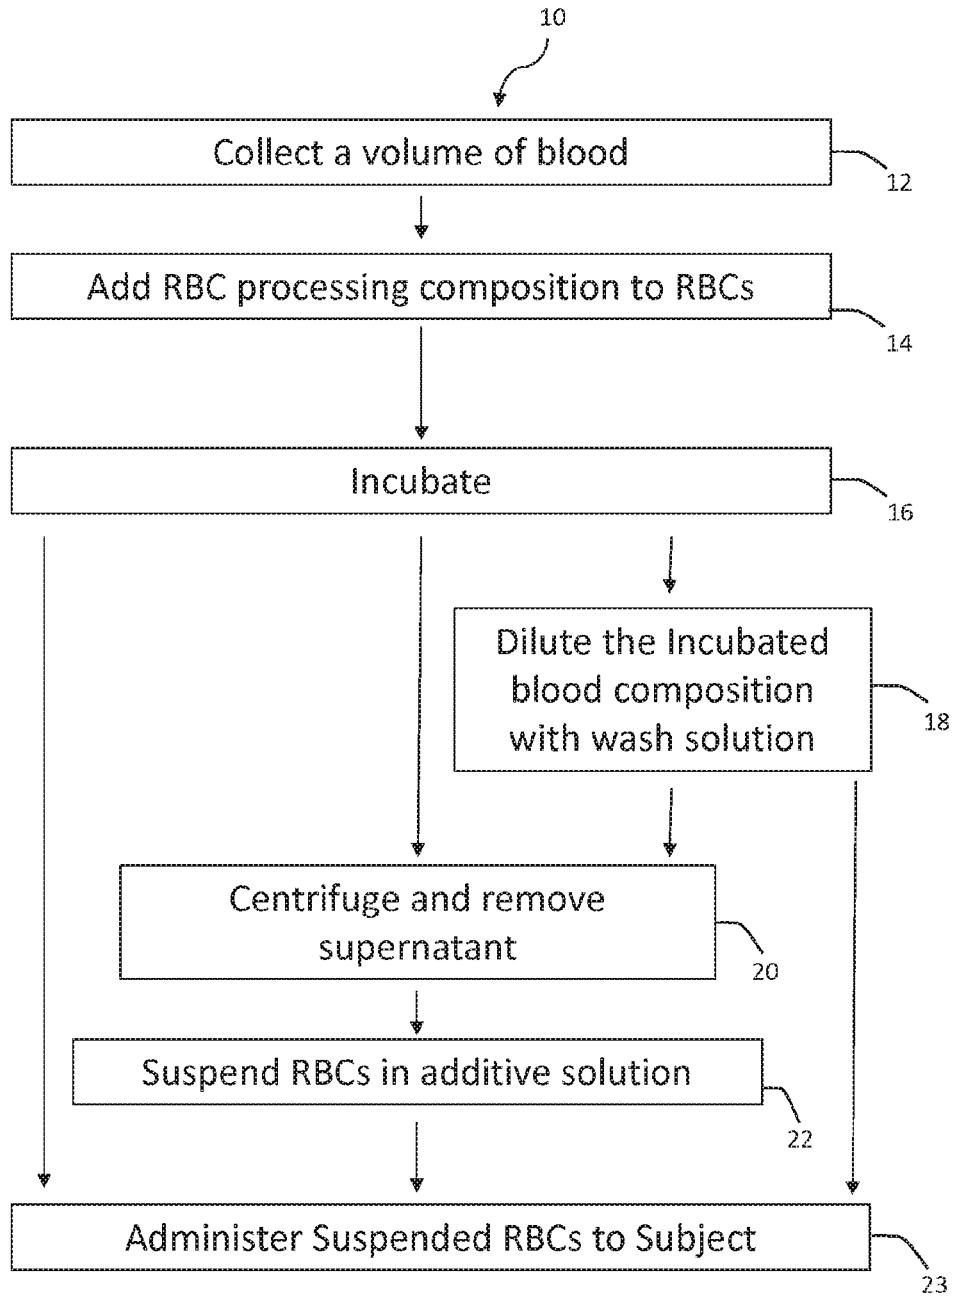 10
Collect a volume of blood
12
Add RBC processing composition to RBCs
14
Incubate
16
Dilute the Incubated
blood composition
with wash solution
18
Centrifuge and remove
supernatant
20
Suspend RBCs in additive solution
22
Administer Suspended RBCs to Subject
23